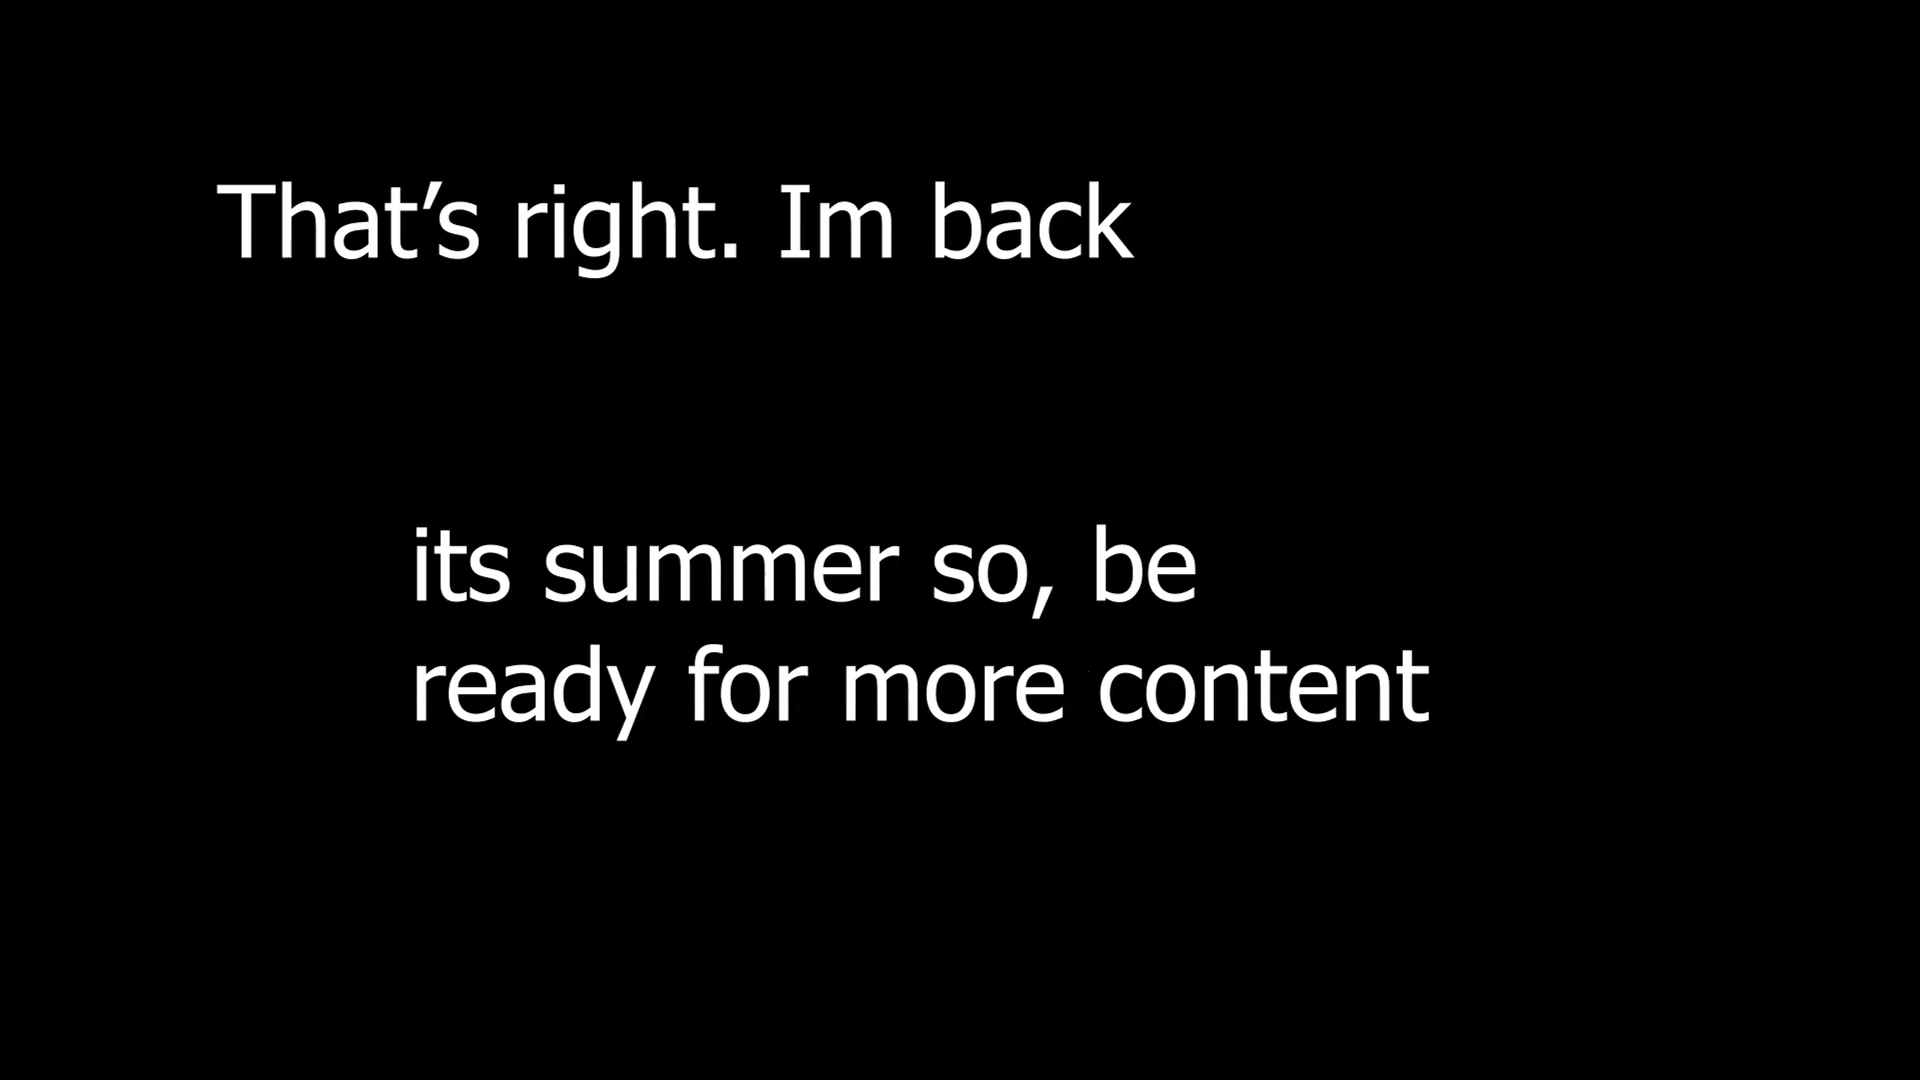 That’s right. Im back
its summer so, be
ready for more content